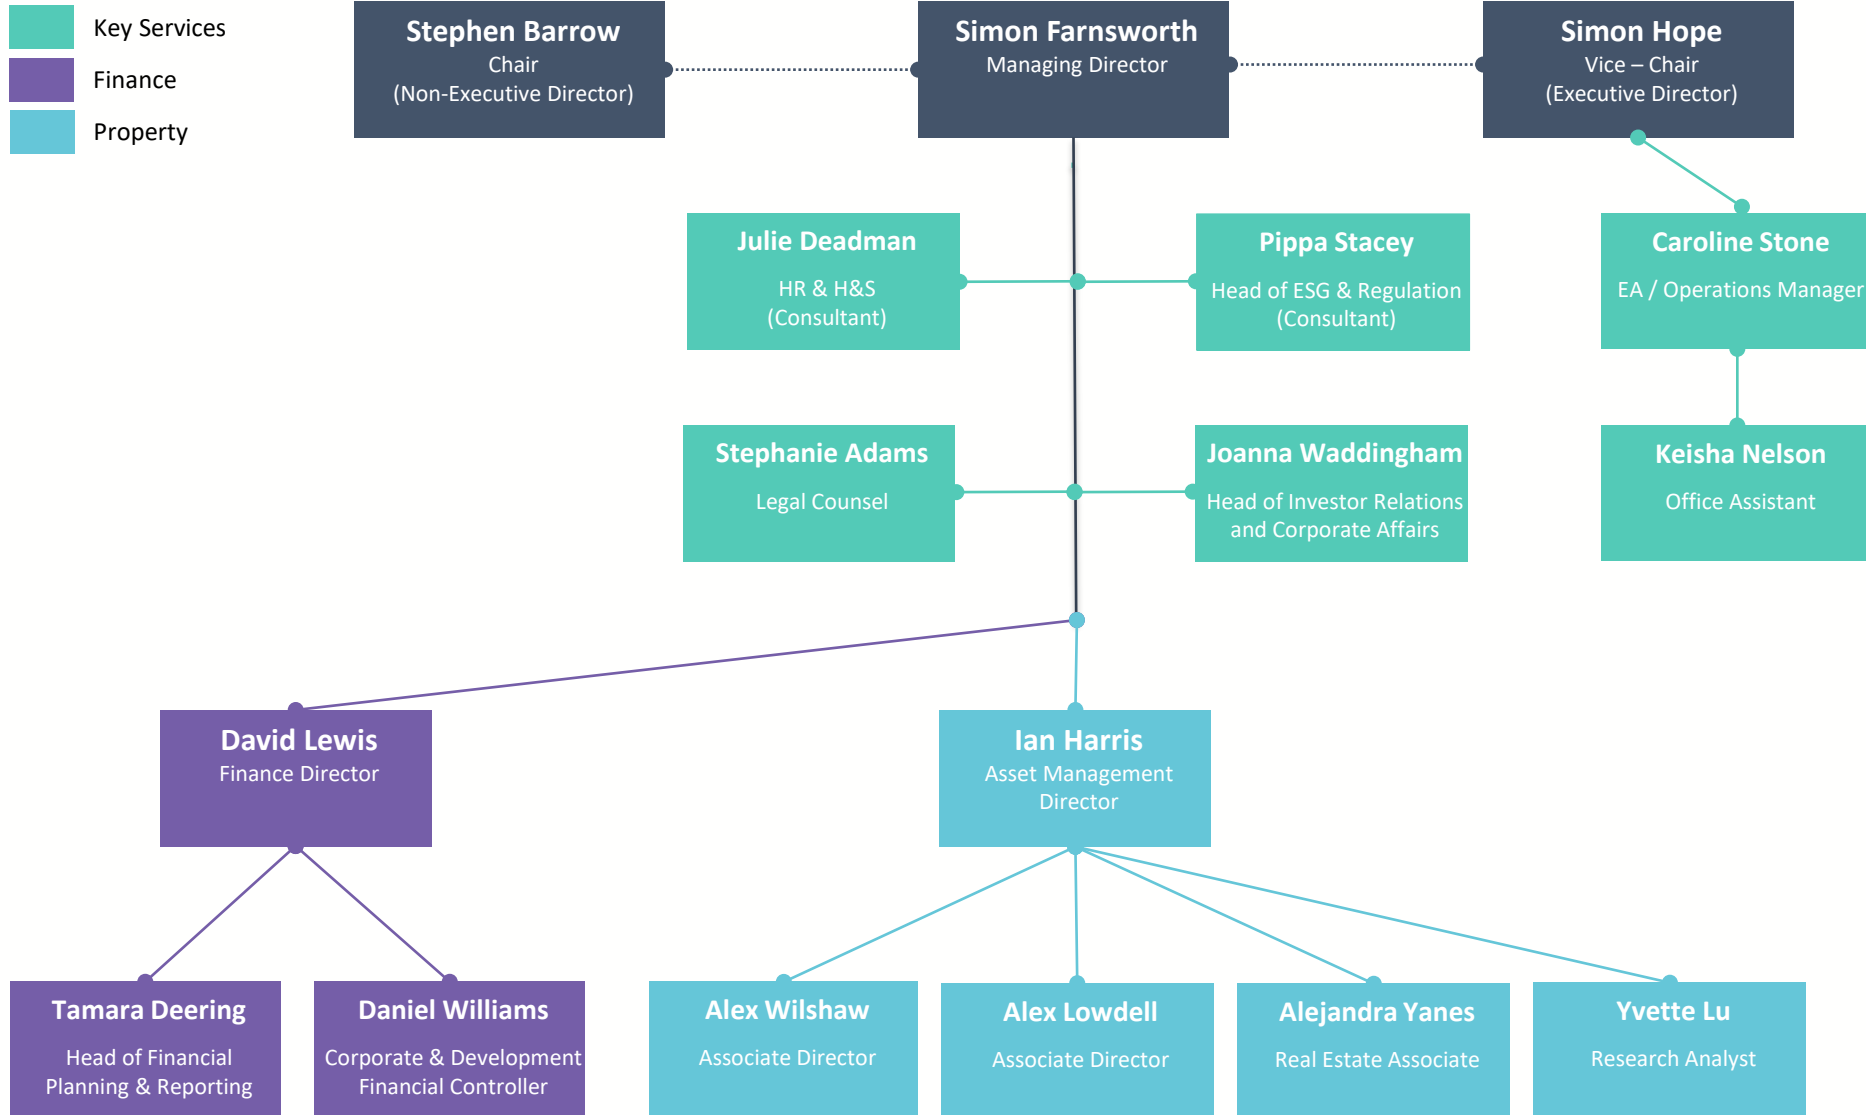 Key Services
Finance
Property
Stephen Barrow
Chair
(Non-Executive Director)
Simon Farnsworth
Managing Director
Simon Hope
Vice – Chair
(Executive Director)
Julie Deadman
HR & H&S
(Consultant)
Pippa Stacey
Head of ESG & Regulation
(Consultant)
Caroline Stone
EA / Operations Manager
Stephanie Adams
Legal Counsel
Joanna Waddingham
Head of Investor Relations
and Corporate Affairs
Keisha Nelson
Office Assistant
David Lewis
Finance Director
Ian Harris
Asset Management
Director
Tamara Deering
Head of Financial
Planning & Reporting
Daniel Williams
Corporate & Development
Financial Controller
Alex Wilshaw
Associate Director
Alex Lowdell
Associate Director
Alejandra Yanes
Real Estate Associate
Yvette Lu
Research Analyst